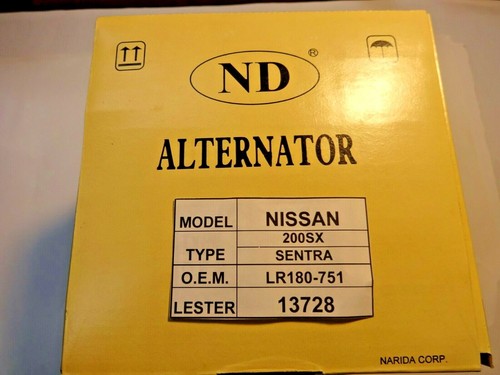 ND ®
ALTERNATOR
MODEL NISSAN
TYPE 200SX
SENTRA
O.E.M. LR180-751
LESTER 13728
NARIDA CORP.